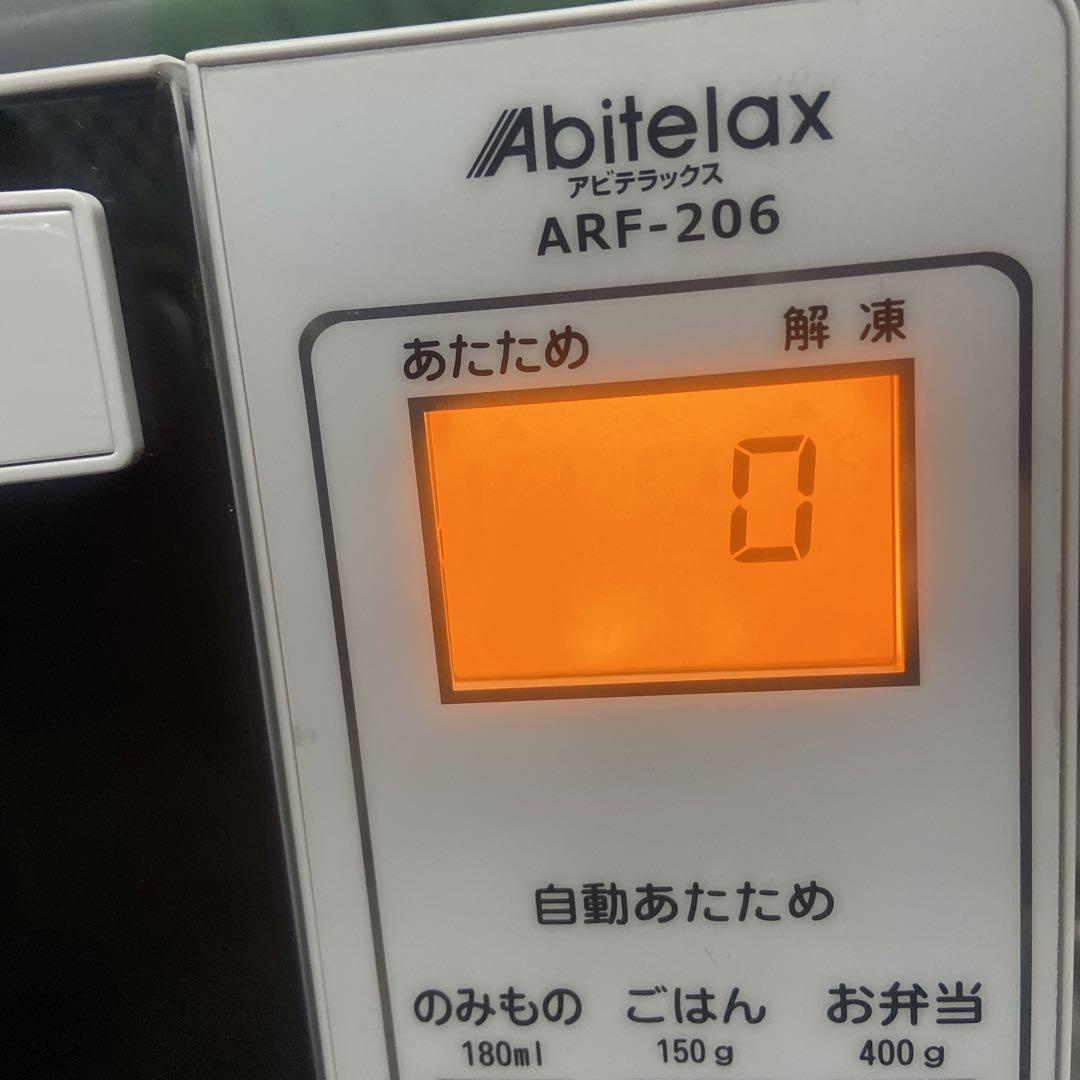 Abitelax
アビテラックス
ARF-206
あたため 解凍
0
自動あたため
のみもの ごはん お弁当
180ml 150g 400g